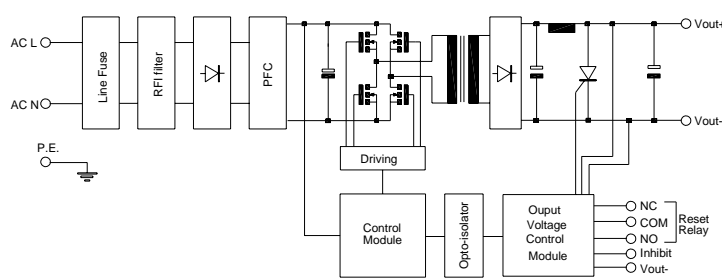 AC L
AC N
P.E.
Line Fuse
RFI filter
PFC
Driving
Control
Module
Opto-isolator
Ouput
Voltage
Control
Module
Vout+
Vout-
NC
COM
NO
Inhibit
Vout-
Reset
Relay